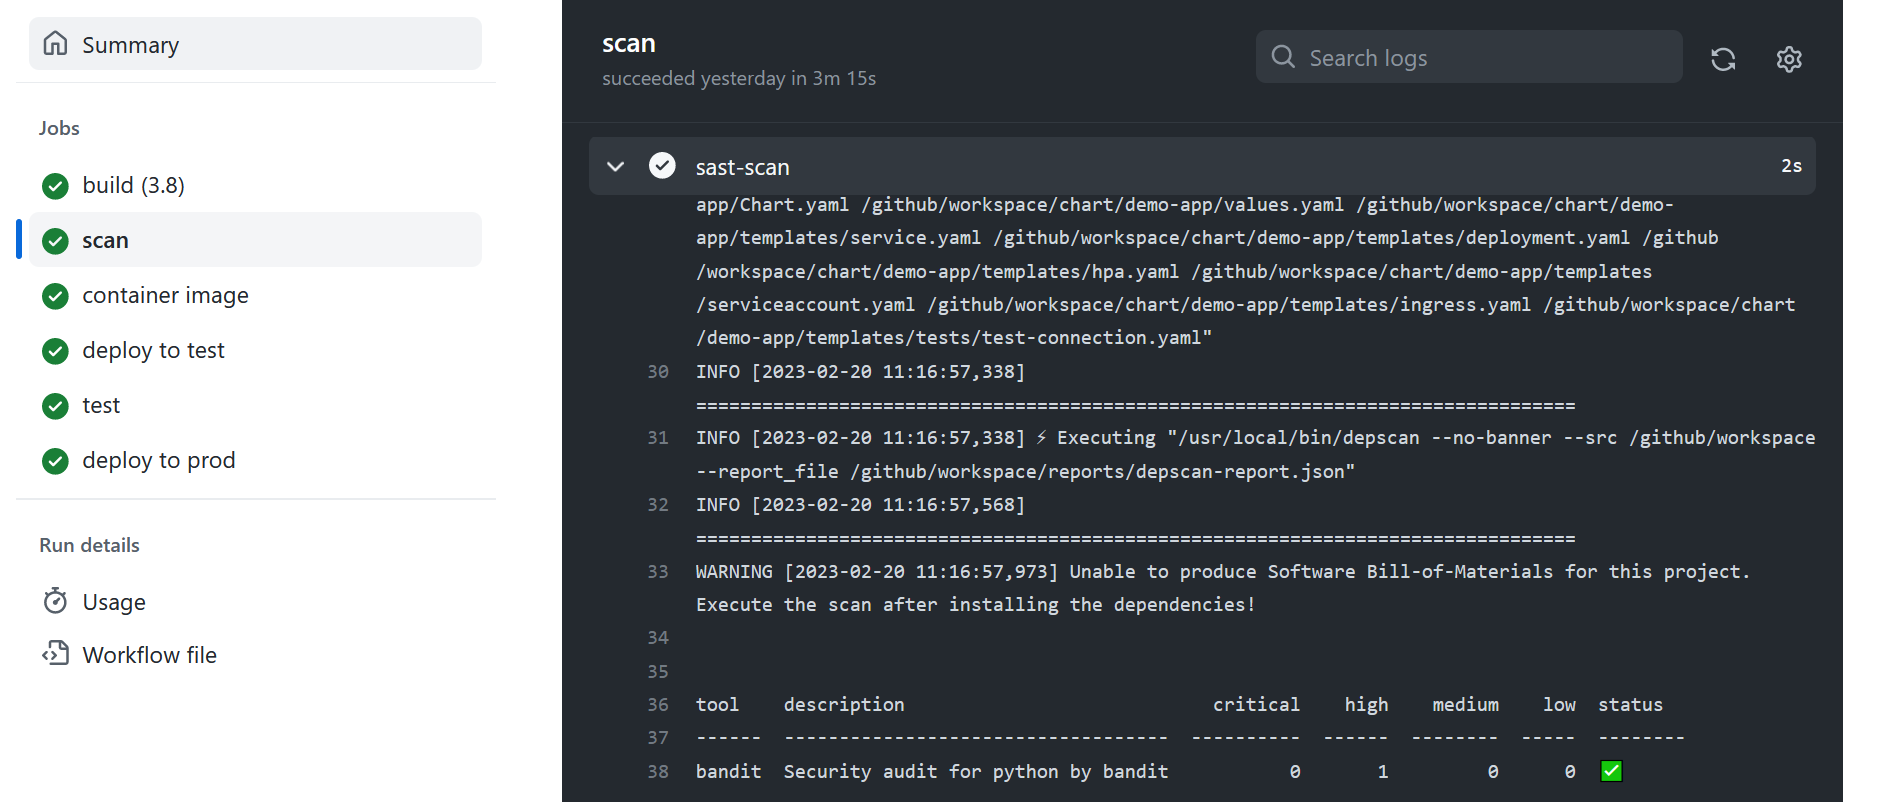 Summary
Jobs
build (3.8)
scan
container image
deploy to test
test
deploy to prod
Run details
Usage
Workflow file
scan
succeeded yesterday in 3m 15s
Search logs
sast-scan 2s
app/Chart.yaml /github/workspace/chart/demo-app/values.yaml /github/workspace/chart/demo-
app/templates/service.yaml /github/workspace/chart/demo-app/templates/deployment.yaml /github
/workspace/chart/demo-app/templates/hpa.yaml /github/workspace/chart/demo-app/templates
/serviceaccount.yaml /github/workspace/chart/demo-app/templates/ingress.yaml /github/workspace/chart
/demo-app/templates/tests/test-connection.yaml"
30 INFO [2023-02-20 11:16:57,338]
================================================================================
31 INFO [2023-02-20 11:16:57,338] ⚡ Executing "/usr/local/bin/depscan --no-banner --src /github/workspace
--report_file /github/workspace/reports/depscan-report.json"
32 INFO [2023-02-20 11:16:57,568]
================================================================================
33 WARNING [2023-02-20 11:16:57,973] Unable to produce Software Bill-of-Materials for this project.
Execute the scan after installing the dependencies!
34
35
36 tool description critical high medium low status
37 ------ ----------------------------------- ---------- ------ -------- ----- --------
38 bandit Security audit for python by bandit 0 1 0 0 ✅